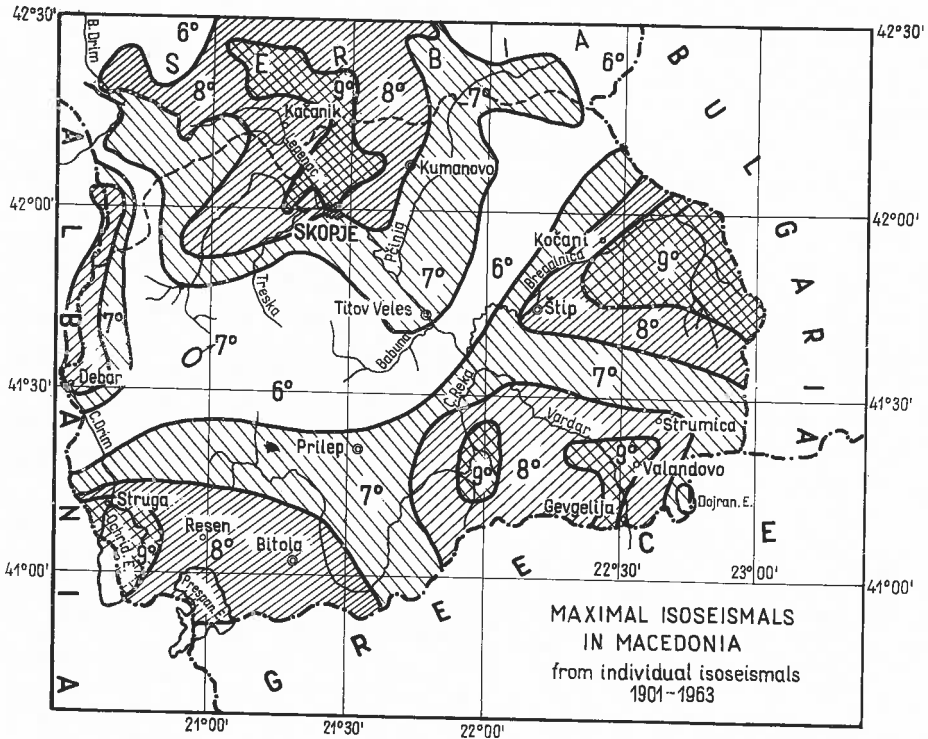 42°30'
42°30'
B. Drim
6°
6°
S E R B I A
B U L G A R I A
8°
9°
8°
7°
Kačanik
Lepenac
Kumanovo
42°00'
42°00'
SKOPJE
Pčinja
Kočani
Bregalnica
9°
6°
A L B A N I A
Treska
7°
Titov Veles
Štip
8°
7°
7°
Babuna
Debar
41°30'
41°30'
6°
7°
C. Drim
Č. Reka
Vardar
Strumica
Prilep
9°
9°
Valandovo
8°
7°
Struga
Gevgelija
Dojran. E.
Ochrid. E.
Resen
9°
8°
Bitola
41°00'
41°00'
22°30'
23°00'
Prespan. E.
G R E E C E
MAXIMAL ISOSEISMALS
IN MACEDONIA
from individual isoseismals
1901-1963
21°00'
21°30'
22°00'